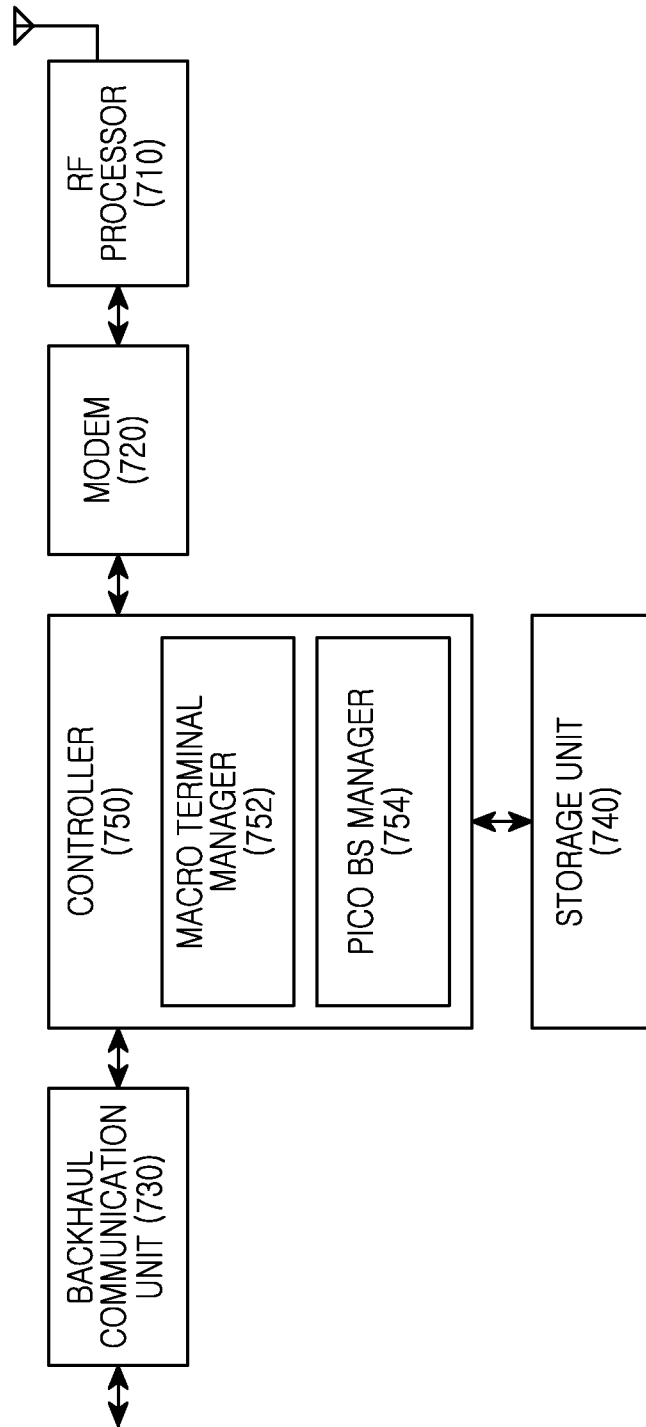 BACKHAUL
COMMUNICATION
UNIT (730)
CONTROLLER
(750)
MACRO TERMINAL
MANAGER
(752)
PICO BS MANAGER
(754)
STORAGE UNIT
(740)
MODEM
(720)
RF
PROCESSOR
(710)